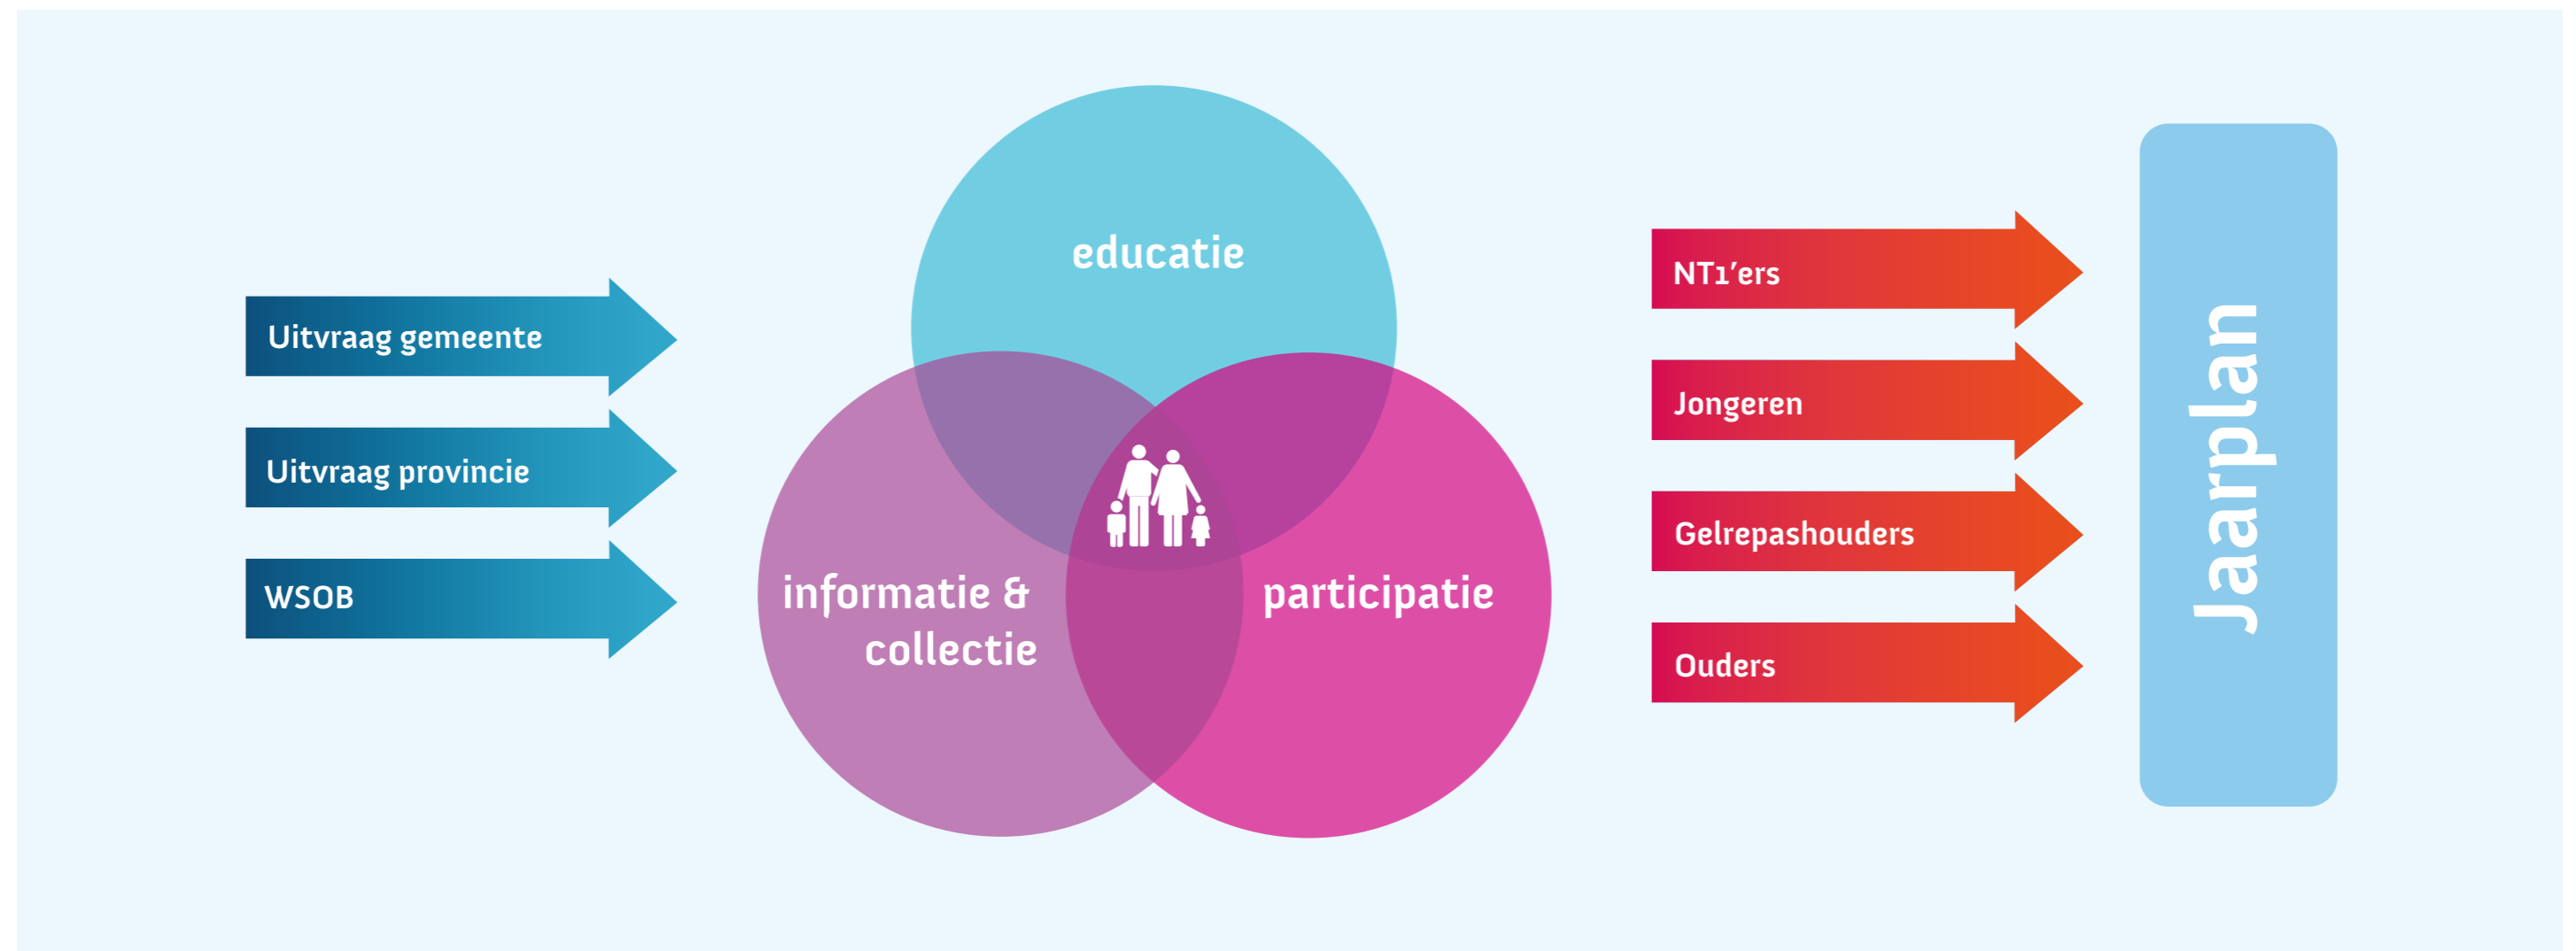 Uitvraag gemeente
Uitvraag provincie
WSOB
educatie
informatie &
collectie
participatie
NT1'ers
Jongeren
Gelrepashouders
Ouders
Jaarplan